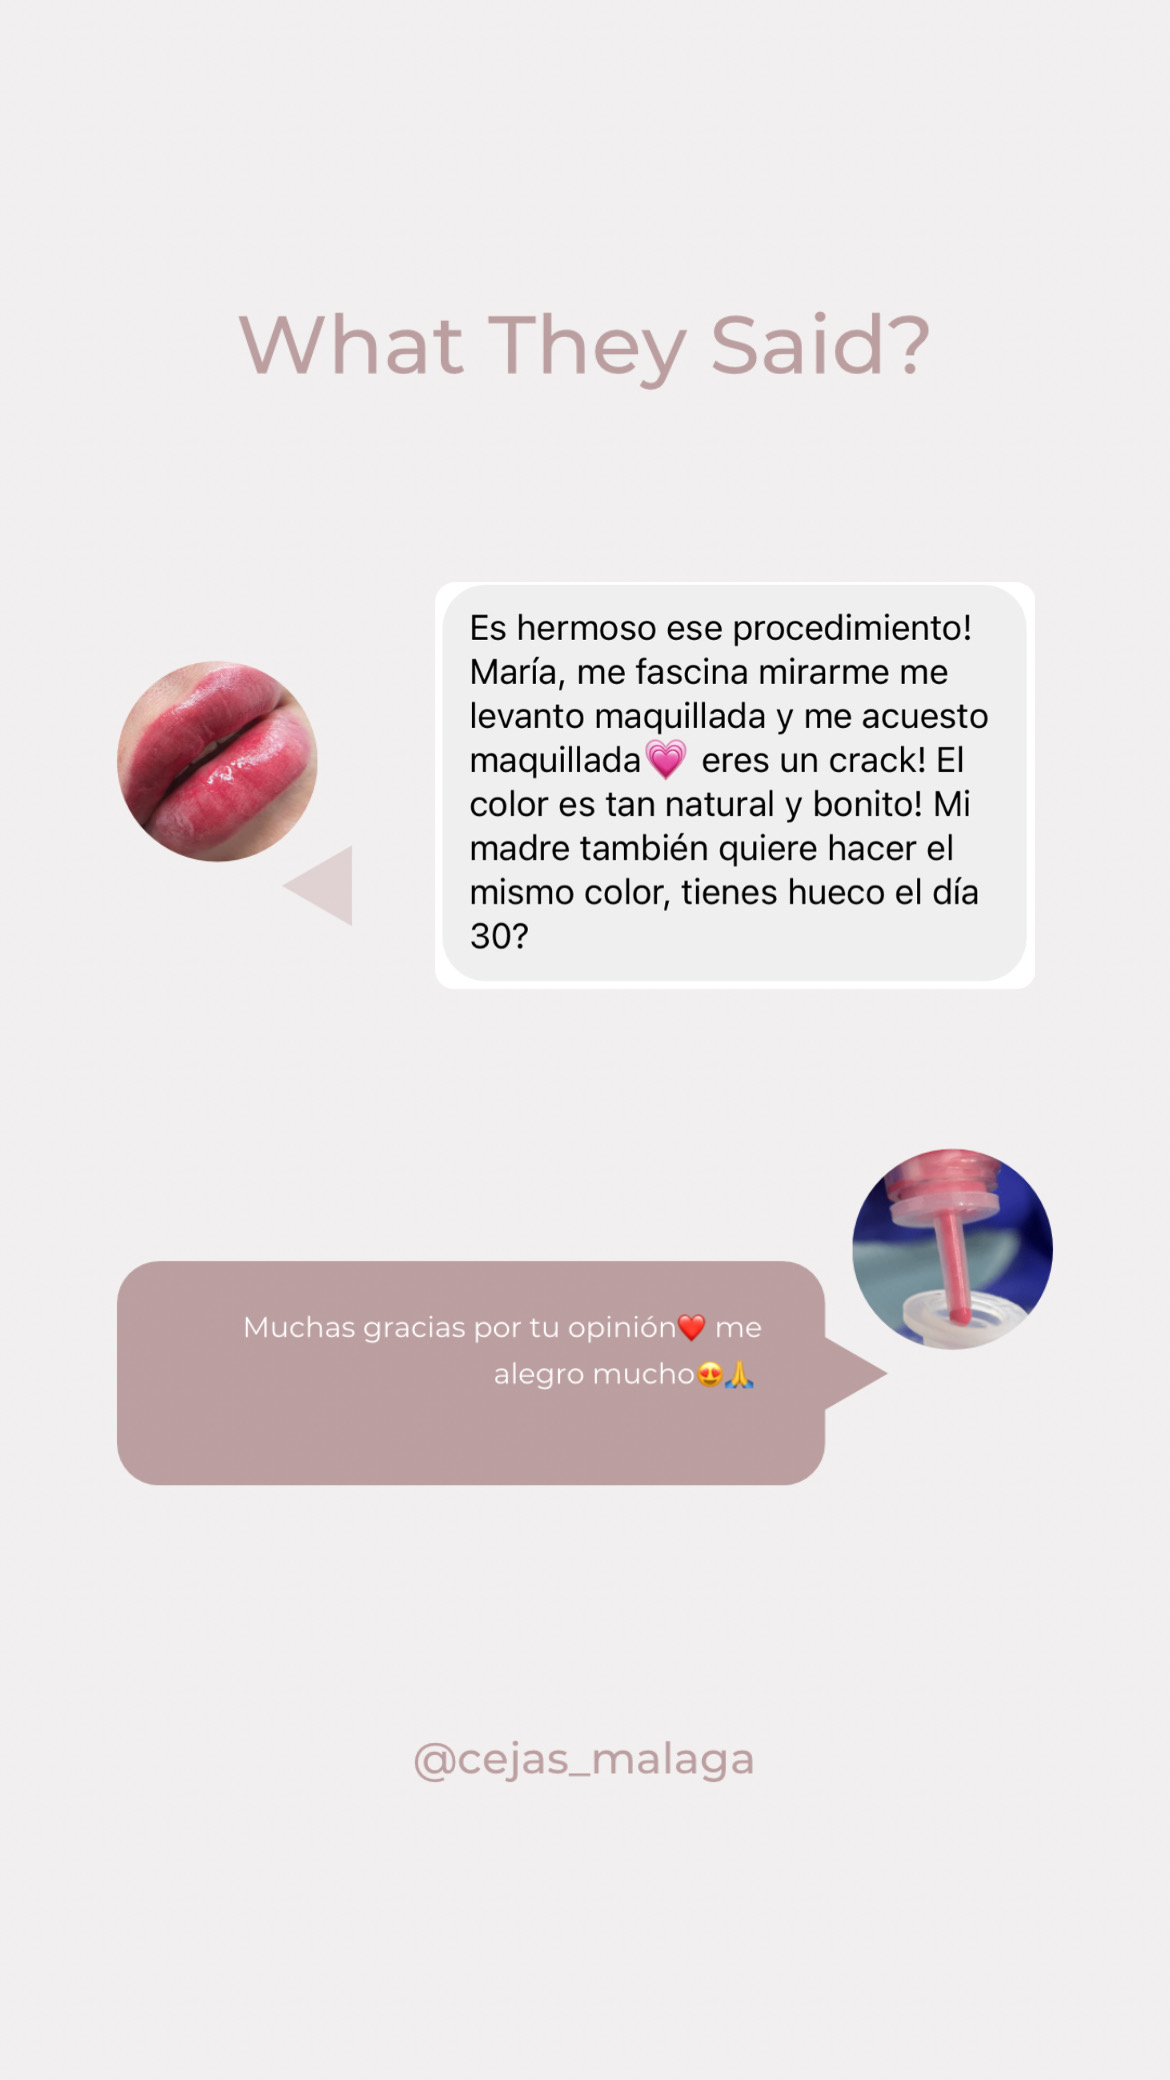 What They Said?
Es hermoso ese procedimiento!
María, me fascina mirarme me
levanto maquillada y me acuesto
maquillada💗 eres un crack! El
color es tan natural y bonito! Mi
madre también quiere hacer el
mismo color, tienes hueco el día
30?
Muchas gracias por tu opinión❤️ me
alegro mucho😍🙏
@cejas_malaga